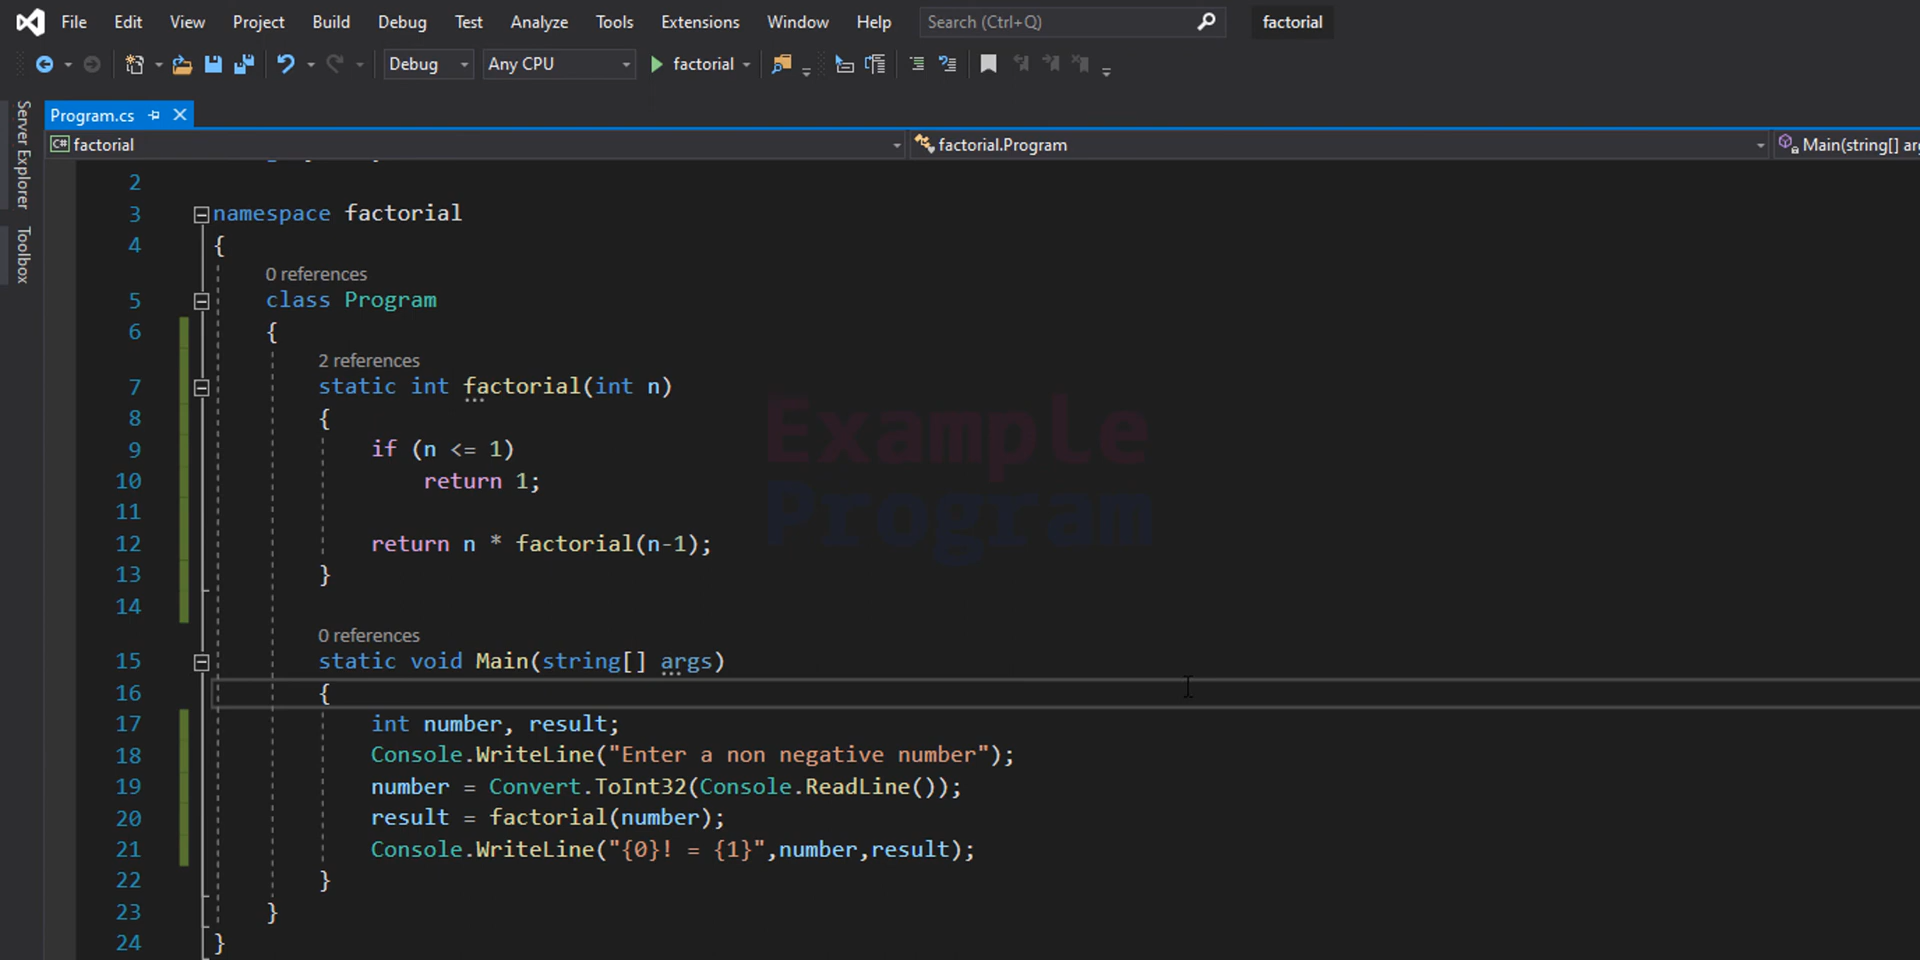 File Edit View Project Build Debug Test Analyze Tools Extensions Window Help Search (Ctrl+Q) factorial
Debug Any CPU factorial
Server Explorer
Toolbox
Program.cs
C# factorial factorial.Program Main(string[] arg
2
3 namespace factorial
4 {
0 references
5 class Program
6 {
2 references
7 static int factorial(int n)
8 {
9 if (n <= 1)
10 return 1;
11
12 return n * factorial(n-1);
13 }
14
0 references
15 static void Main(string[] args)
16 {
17 int number, result;
18 Console.WriteLine("Enter a non negative number");
19 number = Convert.ToInt32(Console.ReadLine());
20 result = factorial(number);
21 Console.WriteLine("{0}! = {1}",number,result);
22 }
23 }
24 }
Example
Program